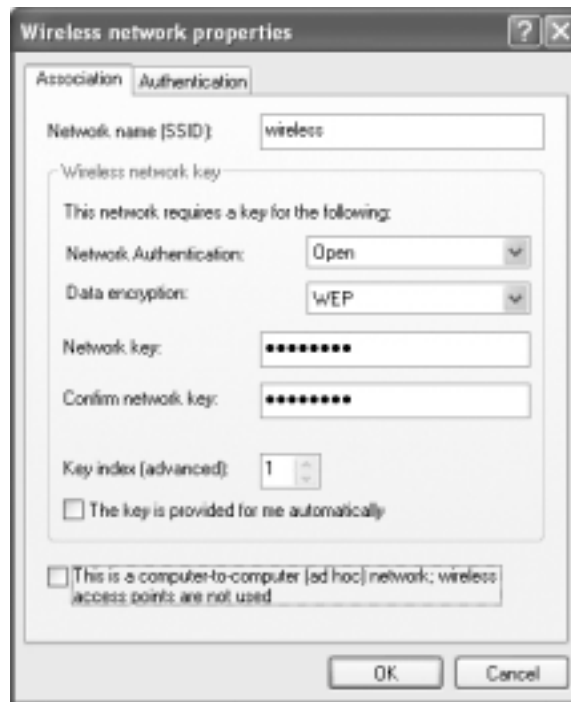 Wireless network properties
Association Authentication
Network name (SSID): wireless
Wireless network key
This network requires a key for the following:
Network Authentication: Open
Data encryption: WEP
Network key: ••••••••
Confirm network key: ••••••••
Key index (advanced): 1
The key is provided for me automatically
This is a computer-to-computer (ad hoc) network; wireless
access points are not used
OK Cancel